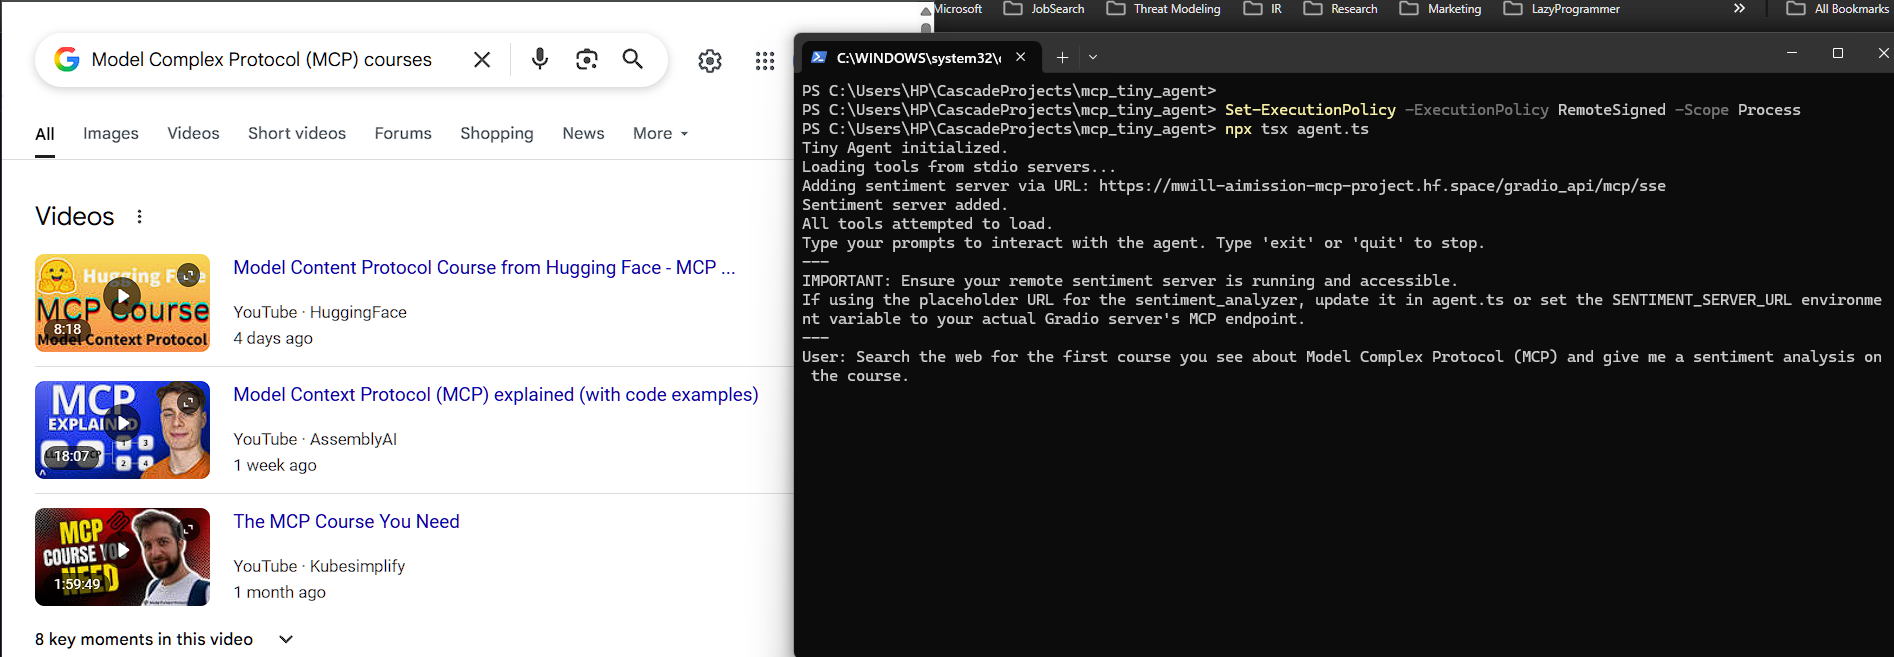 Microsoft JobSearch Threat Modeling IR Research Marketing LazyProgrammer All Bookmarks
Model Complex Protocol (MCP) courses
All Images Videos Short videos Forums Shopping News More
Videos
Hugging Face
MCP Course
8:18
Model Context Protocol
Model Content Protocol Course from Hugging Face - MCP ...
YouTube · HuggingFace
4 days ago
MCP
EXPLAINED
1 3
18:07
2 4
Model Context Protocol (MCP) explained (with code examples)
YouTube · AssemblyAI
1 week ago
MCP
COURSE YOU
NEED
1:59:49
The MCP Course You Need
YouTube · Kubesimplify
1 month ago
8 key moments in this video
C:\WINDOWS\system32\
PS C:\Users\HP\CascadeProjects\mcp_tiny_agent>
PS C:\Users\HP\CascadeProjects\mcp_tiny_agent> Set-ExecutionPolicy -ExecutionPolicy RemoteSigned -Scope Process
PS C:\Users\HP\CascadeProjects\mcp_tiny_agent> npx tsx agent.ts
Tiny Agent initialized.
Loading tools from stdio servers...
Adding sentiment server via URL: https://mwill-aimission-mcp-project.hf.space/gradio_api/mcp/sse
Sentiment server added.
All tools attempted to load.
Type your prompts to interact with the agent. Type 'exit' or 'quit' to stop.
---
IMPORTANT: Ensure your remote sentiment server is running and accessible.
If using the placeholder URL for the sentiment_analyzer, update it in agent.ts or set the SENTIMENT_SERVER_URL environme
nt variable to your actual Gradio server's MCP endpoint.
---
User: Search the web for the first course you see about Model Complex Protocol (MCP) and give me a sentiment analysis on
the course.